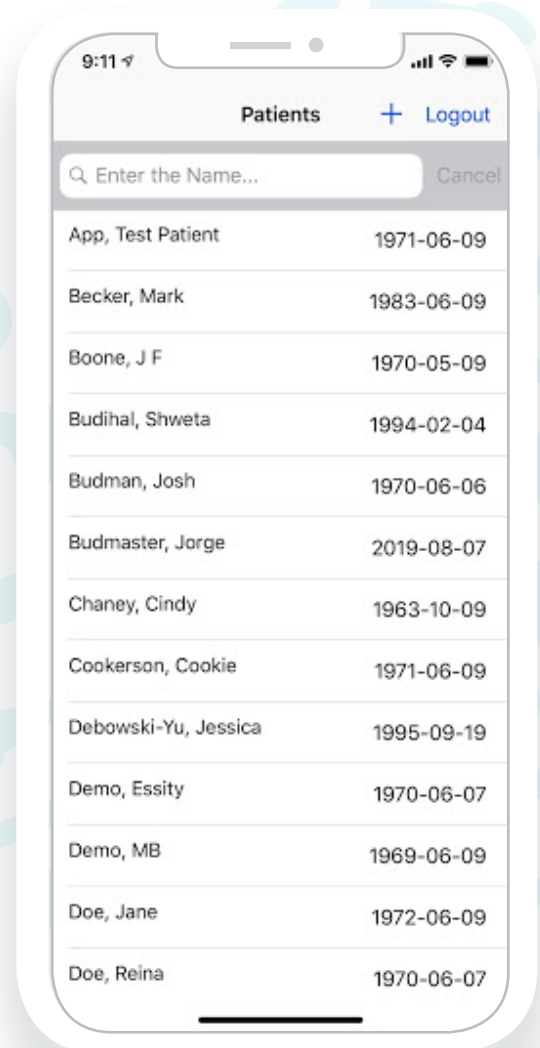 9:11
Patients + Logout
Enter the Name... Cancel
App, Test Patient 1971-06-09
Becker, Mark 1983-06-09
Boone, J F 1970-05-09
Budihal, Shweta 1994-02-04
Budman, Josh 1970-06-06
Budmaster, Jorge 2019-08-07
Chaney, Cindy 1963-10-09
Cookerson, Cookie 1971-06-09
Debowski-Yu, Jessica 1995-09-19
Demo, Essity 1970-06-07
Demo, MB 1969-06-09
Doe, Jane 1972-06-09
Doe, Reina 1970-06-07